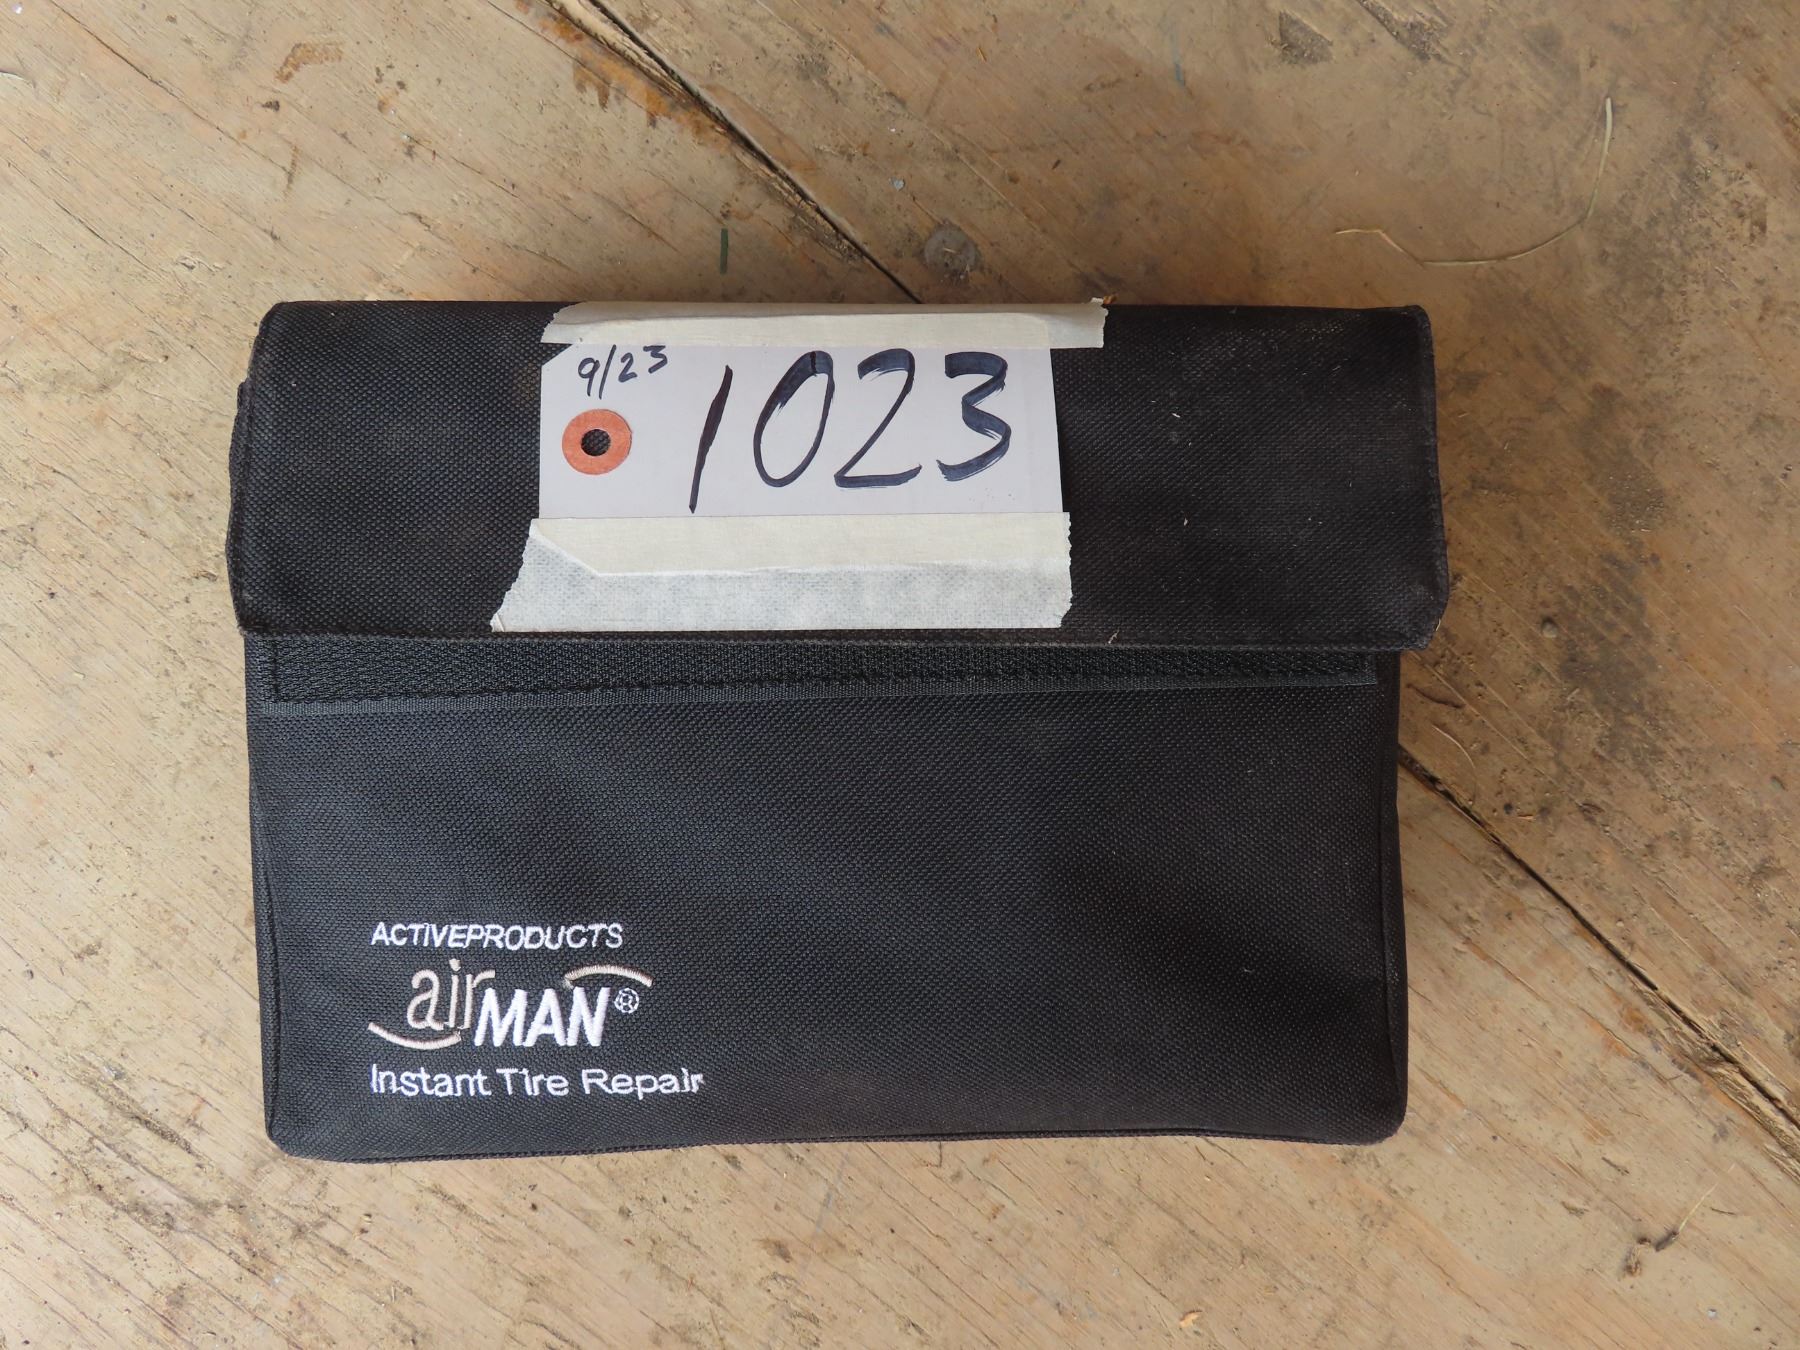 9/23
1023
ACTIVEPRODUCTS
airMAN®
Instant Tire Repair